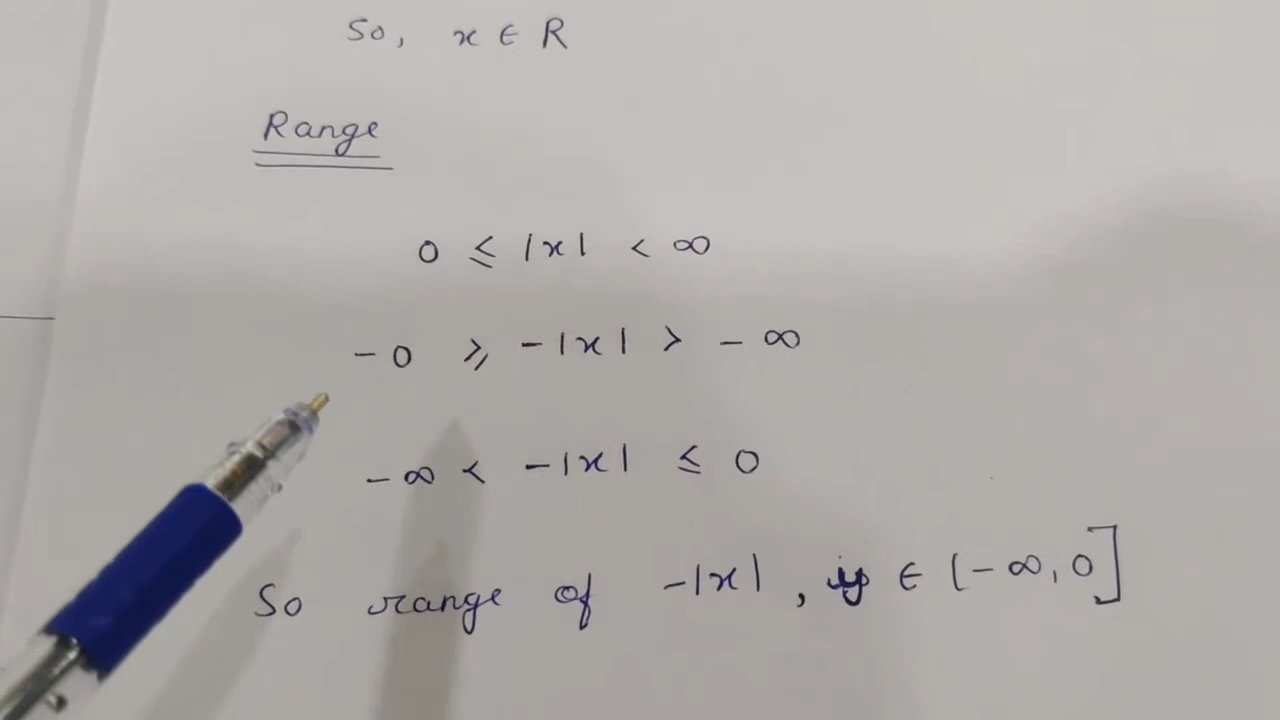 So, x ∈ R
Range
0 ≤ |x| < ∞
-0 ≥ -|x| > -∞
-∞ < -|x| ≤ 0
So range of -|x|, y ∈ (-∞, 0]